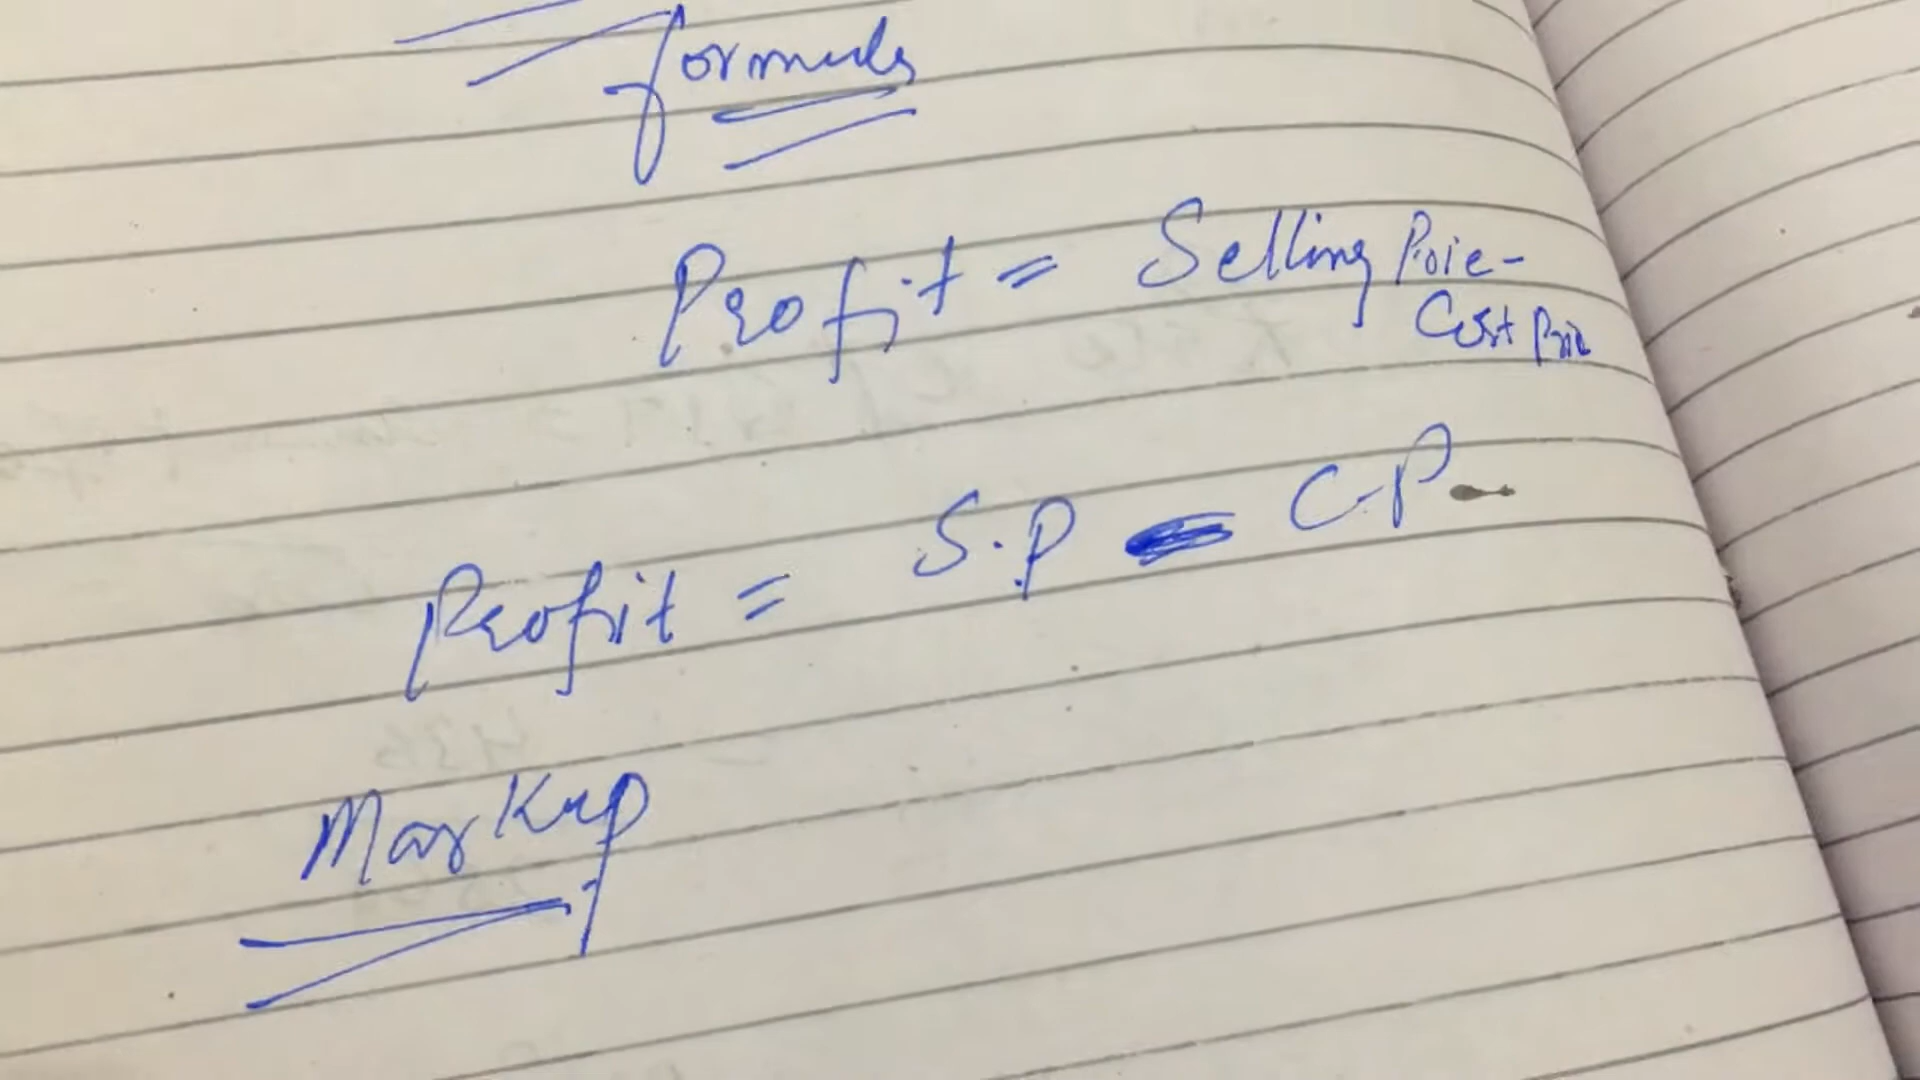 Formula
Profit = Selling Price -
Cost Price
Profit = S.P - C.P
Markup